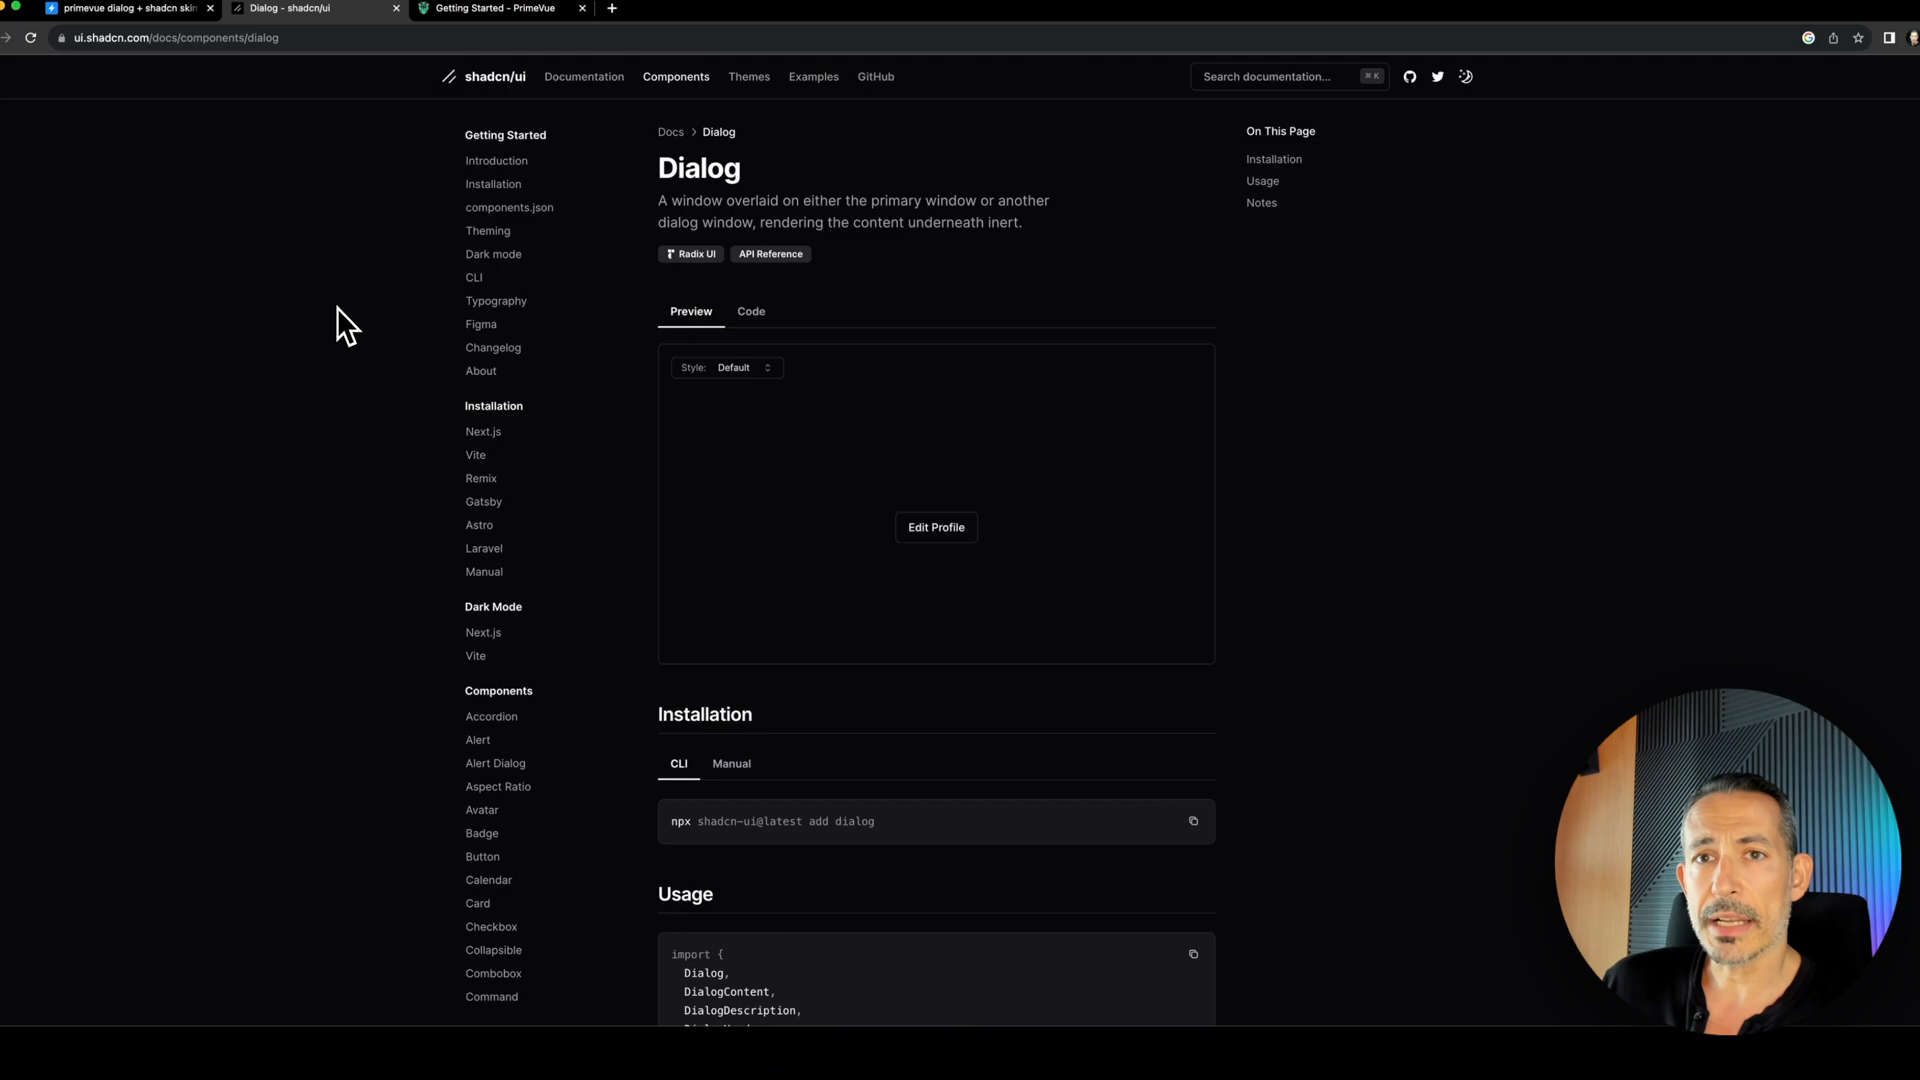 primevue dialog + shadcn skin
Dialog - shadcn/ui
Getting Started - PrimeVue
ui.shadcn.com/docs/components/dialog
shadcn/ui
Documentation
Components
Themes
Examples
GitHub
Search documentation...
⌘ K
Getting Started
Introduction
Installation
components.json
Theming
Dark mode
CLI
Typography
Figma
Changelog
About
Installation
Next.js
Vite
Remix
Gatsby
Astro
Laravel
Manual
Dark Mode
Next.js
Vite
Components
Accordion
Alert
Alert Dialog
Aspect Ratio
Avatar
Badge
Button
Calendar
Card
Checkbox
Collapsible
Combobox
Command
Docs > Dialog
Dialog
A window overlaid on either the primary window or another
dialog window, rendering the content underneath inert.
Radix UI
API Reference
Preview
Code
Style: Default
Edit Profile
Installation
CLI
Manual
npx shadcn-ui@latest add dialog
Usage
import {
Dialog,
DialogContent,
DialogDescription,
On This Page
Installation
Usage
Notes